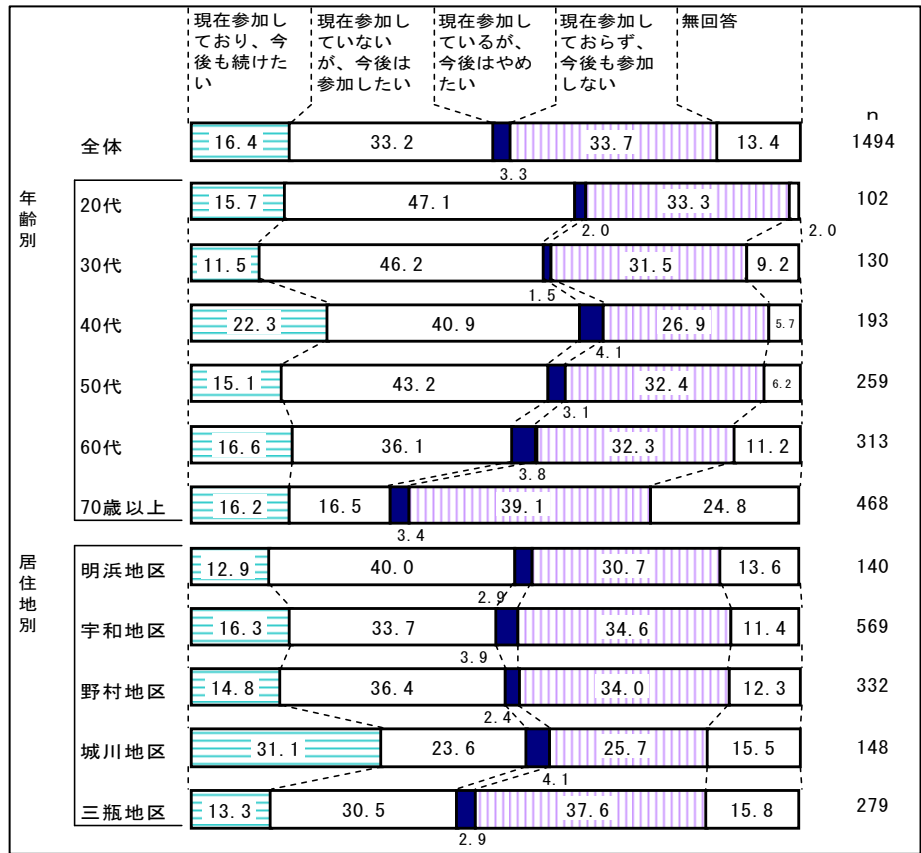 現在参加し
ており、今
後も続けた
い
現在参加し
ていない
が、今後は
参加したい
現在参加し
ているが、
今後はやめ
たい
現在参加し
ておらず、
今後も参加
しない
無回答
n
全体 16.4 33.2 3.3 33.7 13.4 1494
年齢別
20代 15.7 47.1 2.0 33.3 2.0 102
30代 11.5 46.2 1.5 31.5 9.2 130
40代 22.3 40.9 4.1 26.9 5.7 193
50代 15.1 43.2 3.1 32.4 6.2 259
60代 16.6 36.1 3.8 32.3 11.2 313
70歳以上 16.2 16.5 3.4 39.1 24.8 468
居住地別
明浜地区 12.9 40.0 2.9 30.7 13.6 140
宇和地区 16.3 33.7 3.9 34.6 11.4 569
野村地区 14.8 36.4 2.4 34.0 12.3 332
城川地区 31.1 23.6 4.1 25.7 15.5 148
三瓶地区 13.3 30.5 2.9 37.6 15.8 279